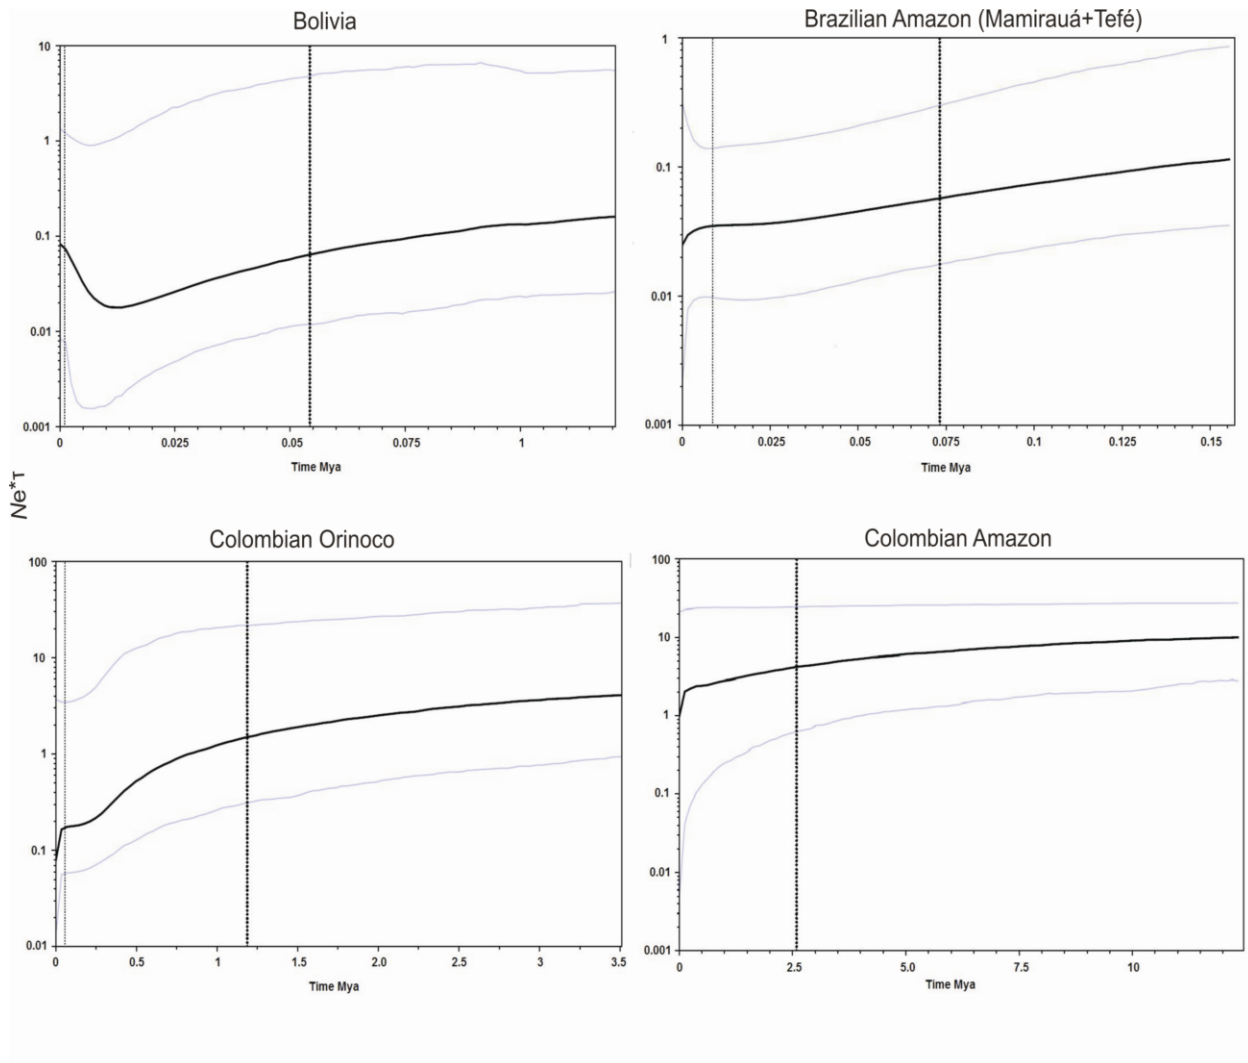 Bolivia
10
1
0.1
0.01
0.001
0 0.025 0.05 0.075 1
Time Mya
Brazilian Amazon (Mamirauá+Tefé)
1
0.1
0.01
0.001
0 0.025 0.05 0.075 0.1 0.125 0.15
Time Mya
Ne*τ
Colombian Orinoco
100
10
1
0.1
0.01
0 0.5 1 1.5 2.0 2.5 3 3.5
Time Mya
Colombian Amazon
100
10
1
0.1
0.01
0.001
0 2.5 5.0 7.5 10
Time Mya